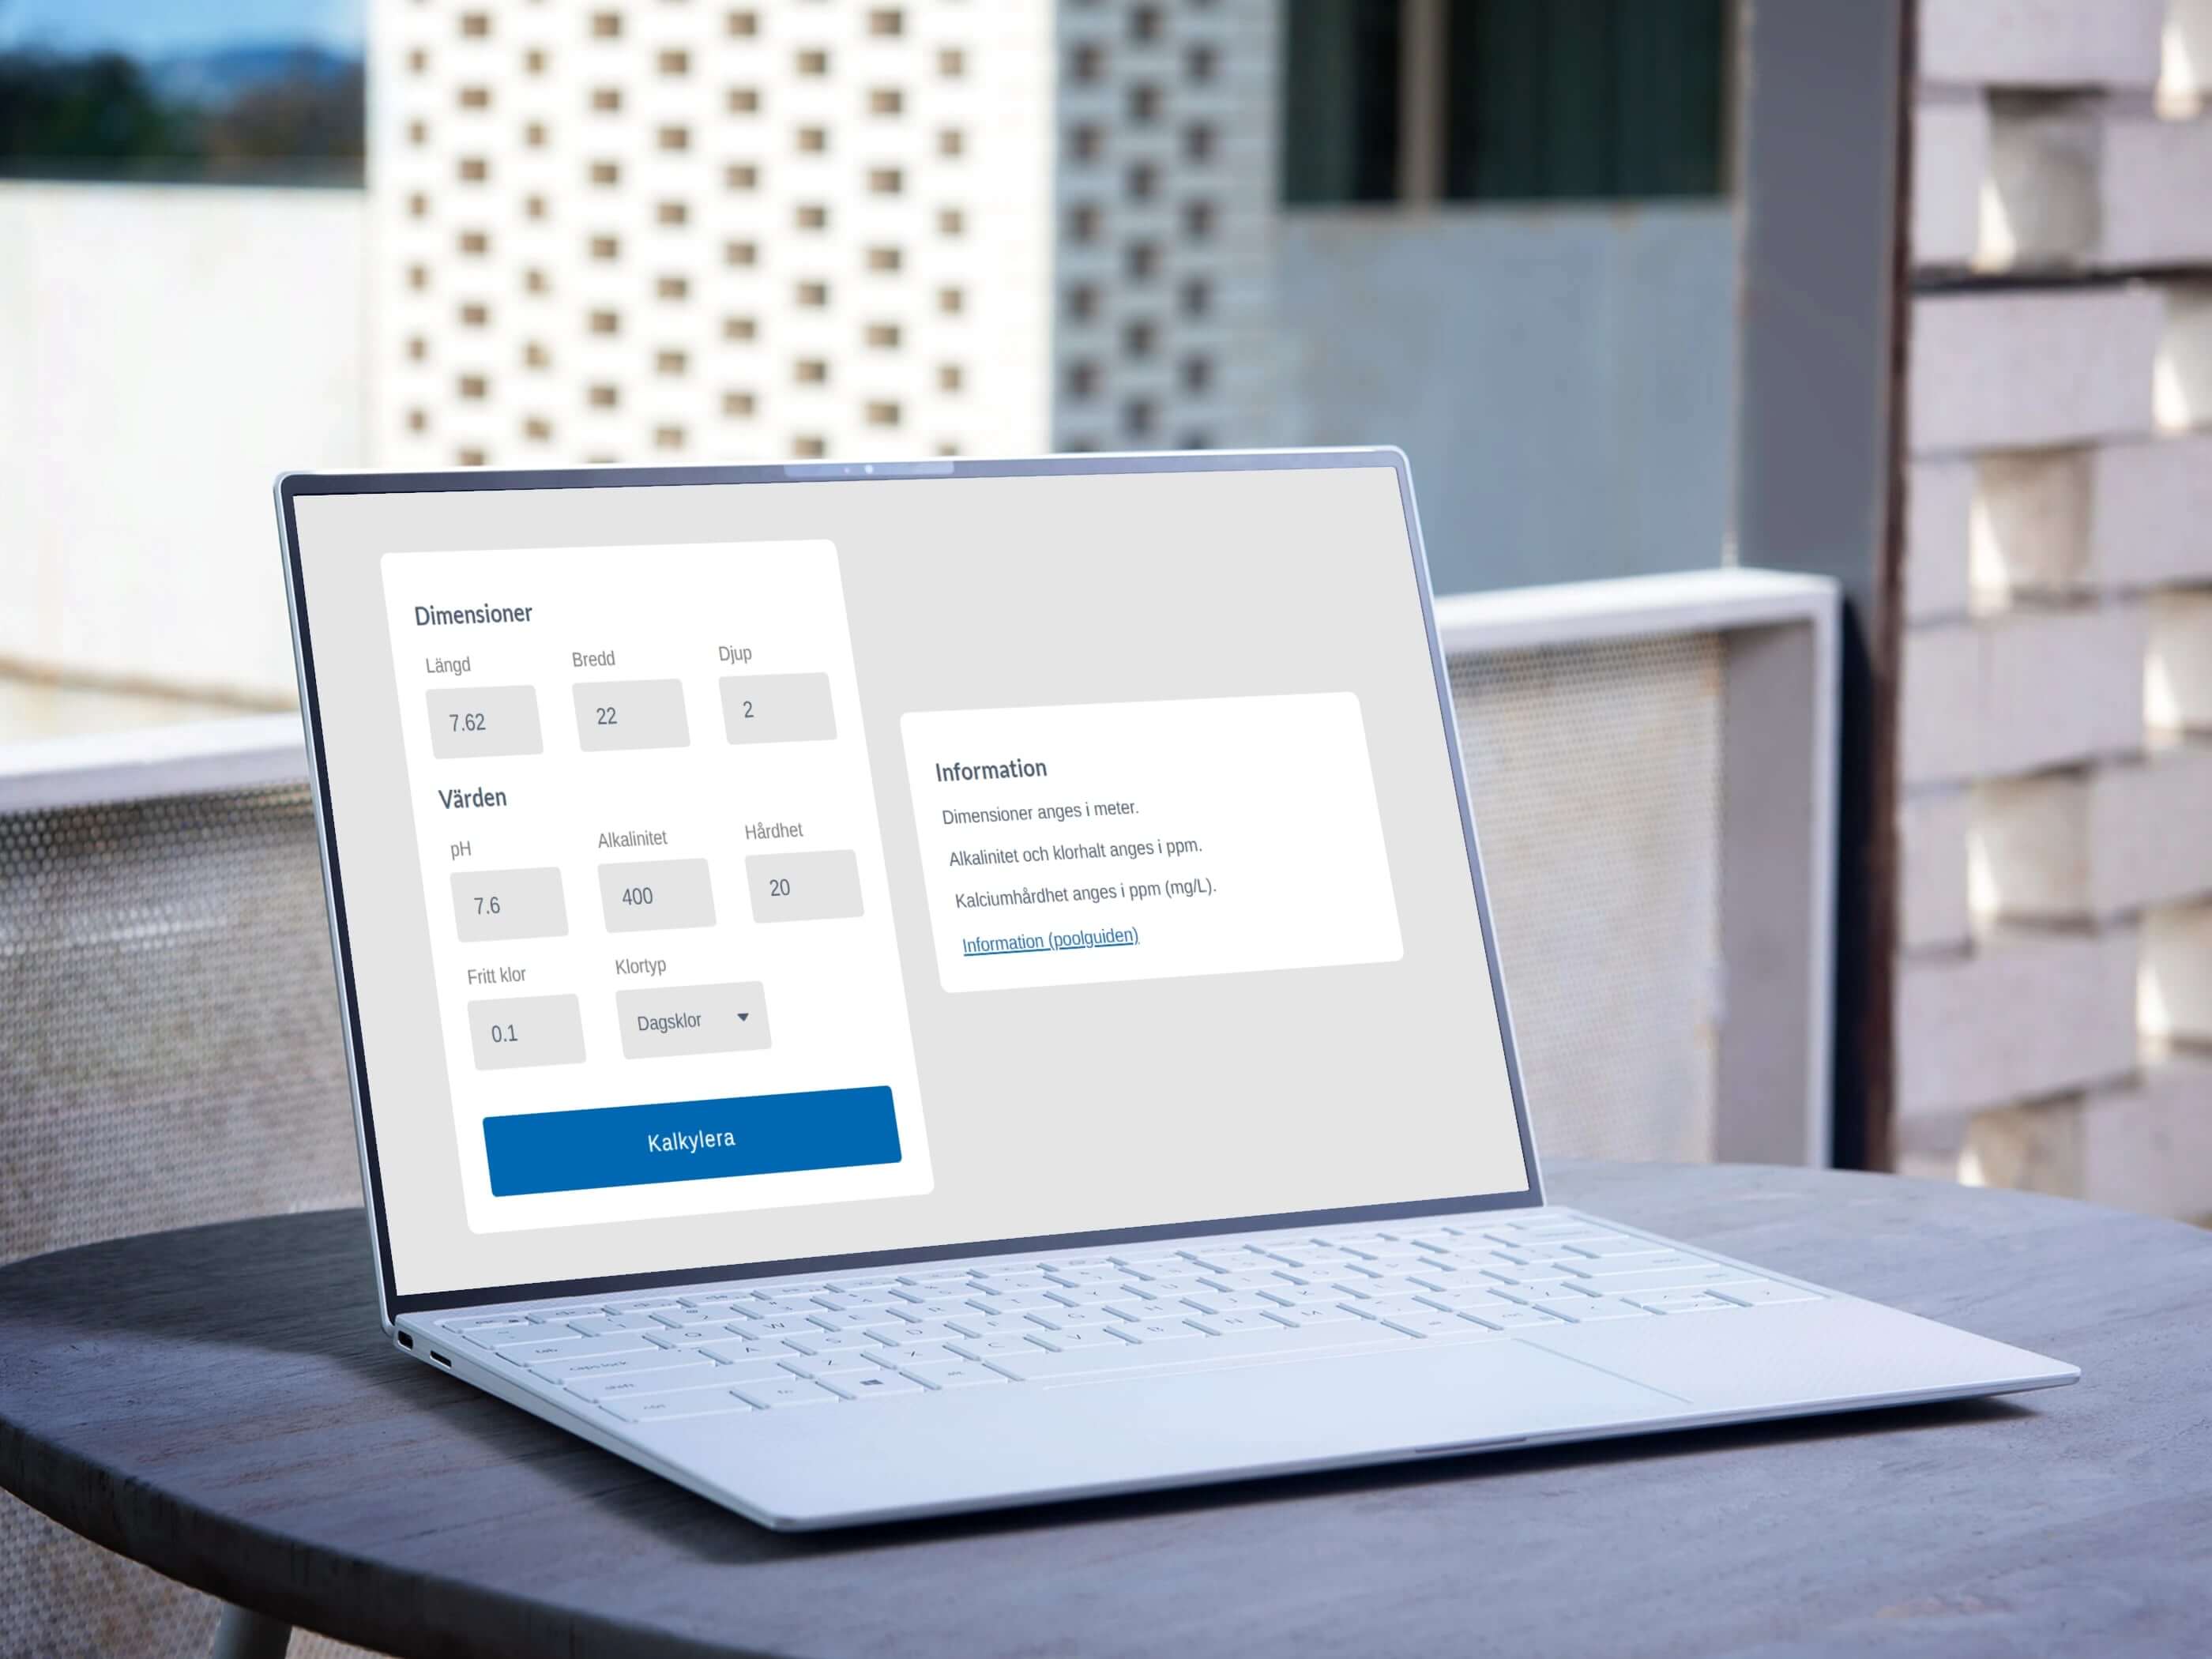 Dimensioner
Längd Bredd Djup
7.62 22 2
Värden
pH Alkalinitet Hårdhet
7.6 400 20
Fritt klor Klortyp
0.1 Dagsklor
Kalkylera
Information
Dimensioner anges i meter.
Alkalinitet och klorhalt anges i ppm.
Kalciumhårdhet anges i ppm (mg/L).
Information (poolguiden)